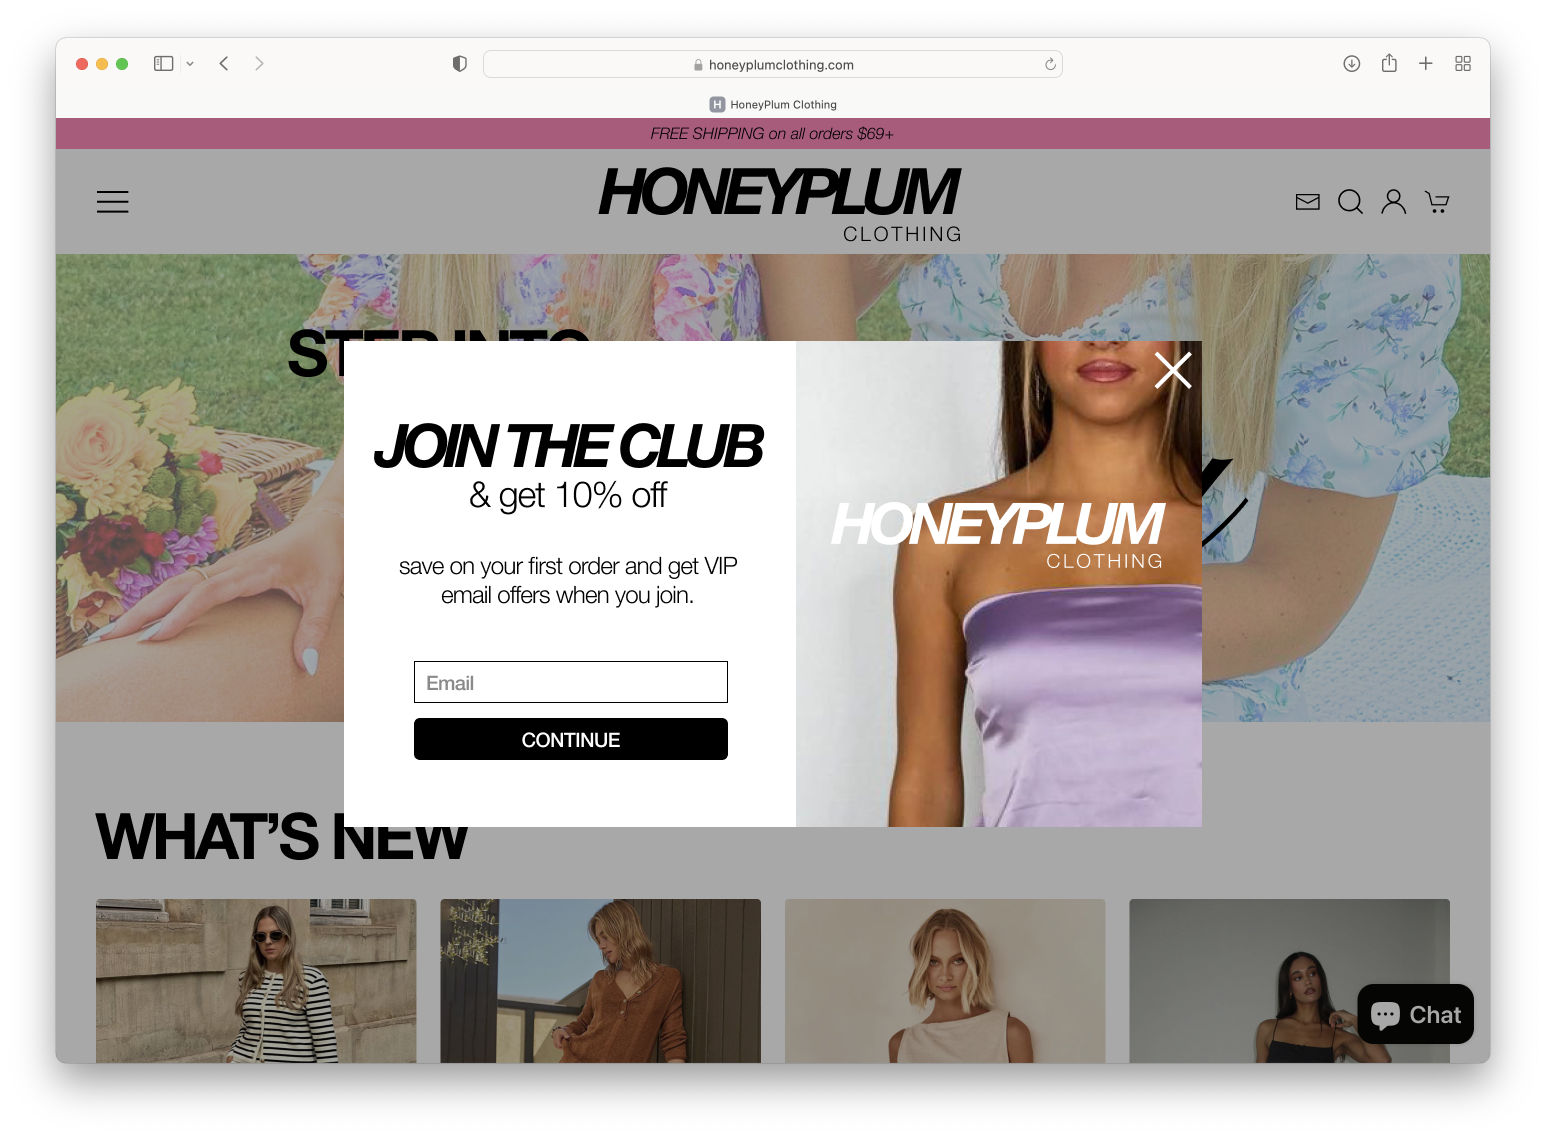 honeyplumclothing.com
H HoneyPlum Clothing
FREE SHIPPING on all orders $69+
HONEYPLUM
CLOTHING
STEP INTO
JOIN THE CLUB
& get 10% off
save on your first order and get VIP
email offers when you join.
Email
CONTINUE
HONEYPLUM
CLOTHING
WHAT'S NEW
Chat